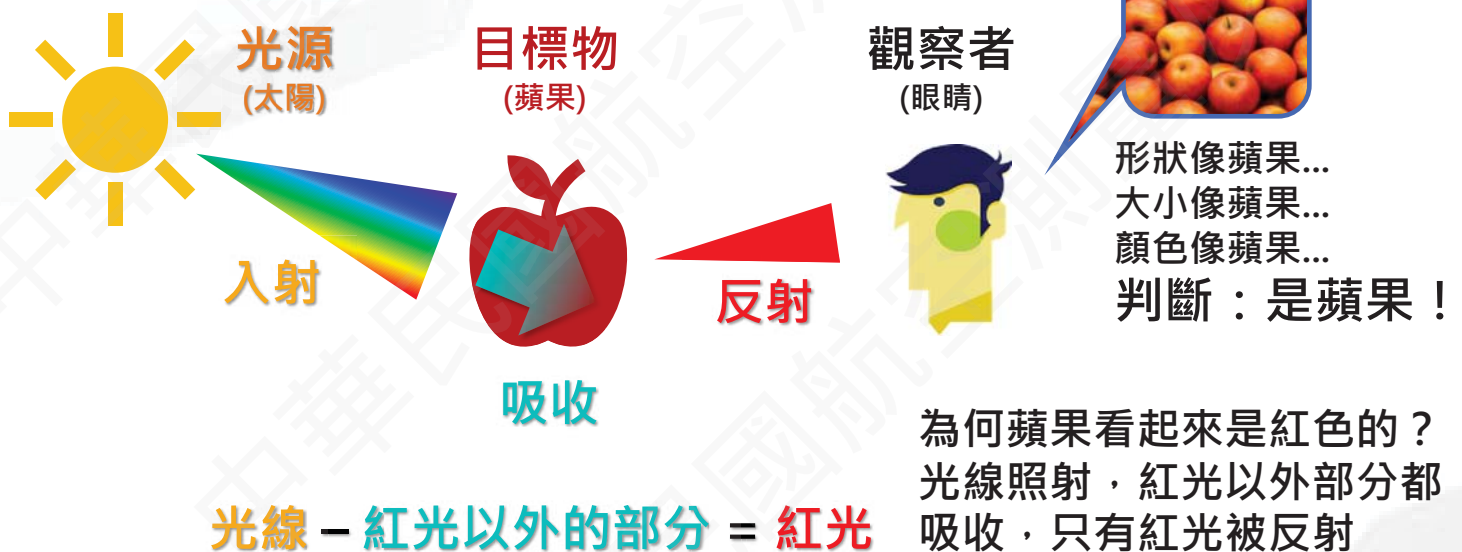 光源
(太陽)
目標物
(蘋果)
觀察者
(眼睛)
形狀像蘋果...
大小像蘋果...
顏色像蘋果...
判斷：是蘋果！
入射
反射
吸收
為何蘋果看起來是紅色的？
光線照射，紅光以外部分都
吸收，只有紅光被反射
光線 – 紅光以外的部分 = 紅光